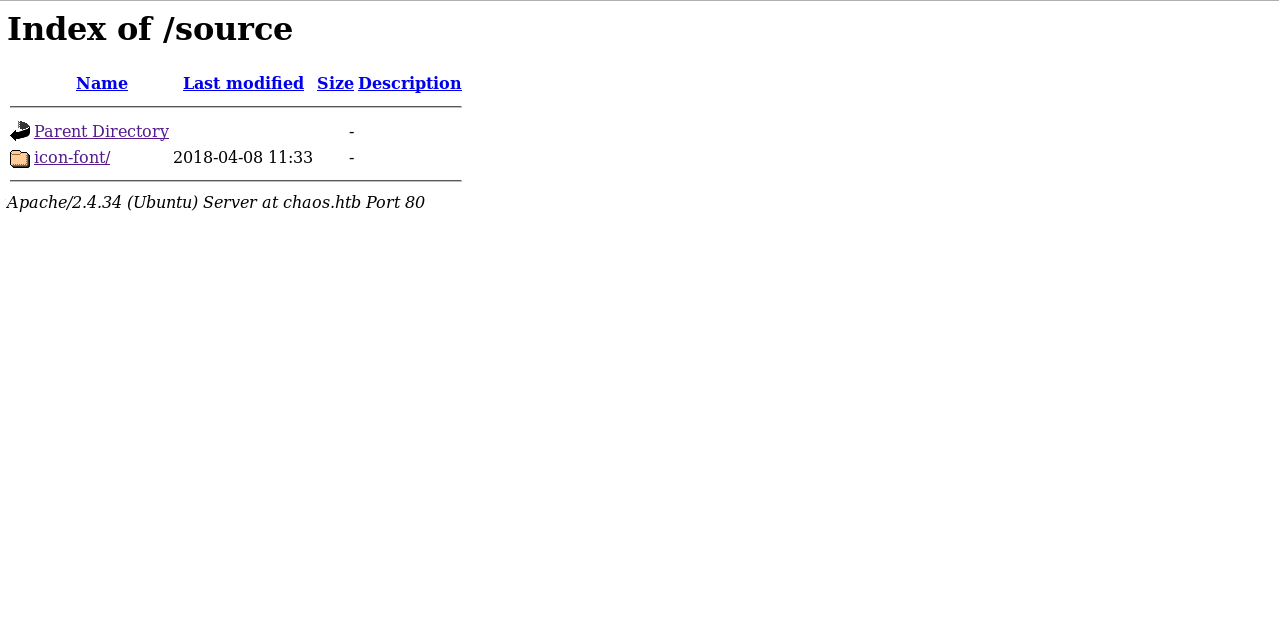 Index of /source
Name Last modified Size Description
Parent Directory -
icon-font/ 2018-04-08 11:33 -
Apache/2.4.34 (Ubuntu) Server at chaos.htb Port 80